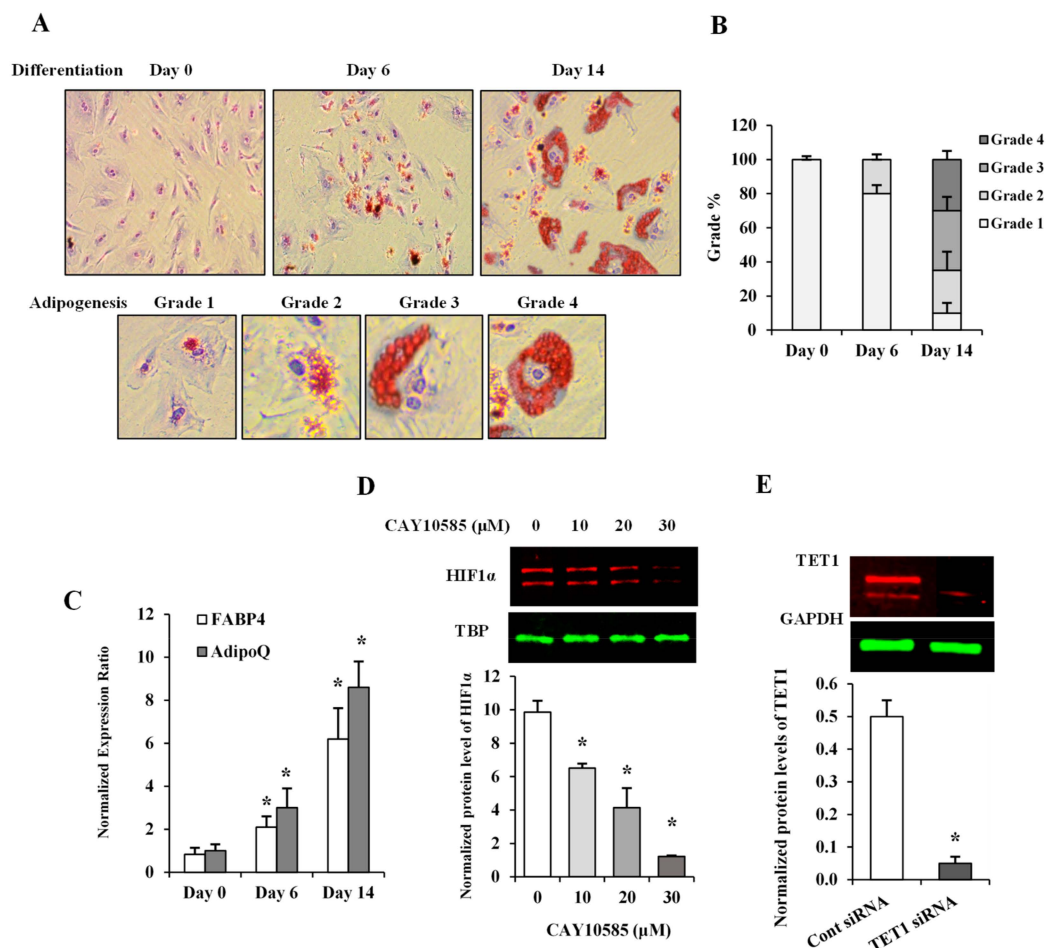 A
Differentiation Day 0 Day 6 Day 14
Adipogenesis Grade 1 Grade 2 Grade 3 Grade 4
B
120
100
80
60
40
20
0
Grade %
Day 0 Day 6 Day 14
Grade 4
Grade 3
Grade 2
Grade 1
C
12
10
8
6
4
2
0
Normalized Expression Ratio
FABP4
AdipoQ
* * * *
Day 0 Day 6 Day 14
D
CAY10585 (µM) 0 10 20 30
HIF1α
TBP
12
10
8
6
4
2
0
Normalized protein level of HIF1α
* * *
0 10 20 30
CAY10585 (µM)
E
TET1
GAPDH
0.6
0.5
0.4
0.3
0.2
0.1
0.0
Normalized protein levels of TET1
*
Cont siRNA TET1 siRNA